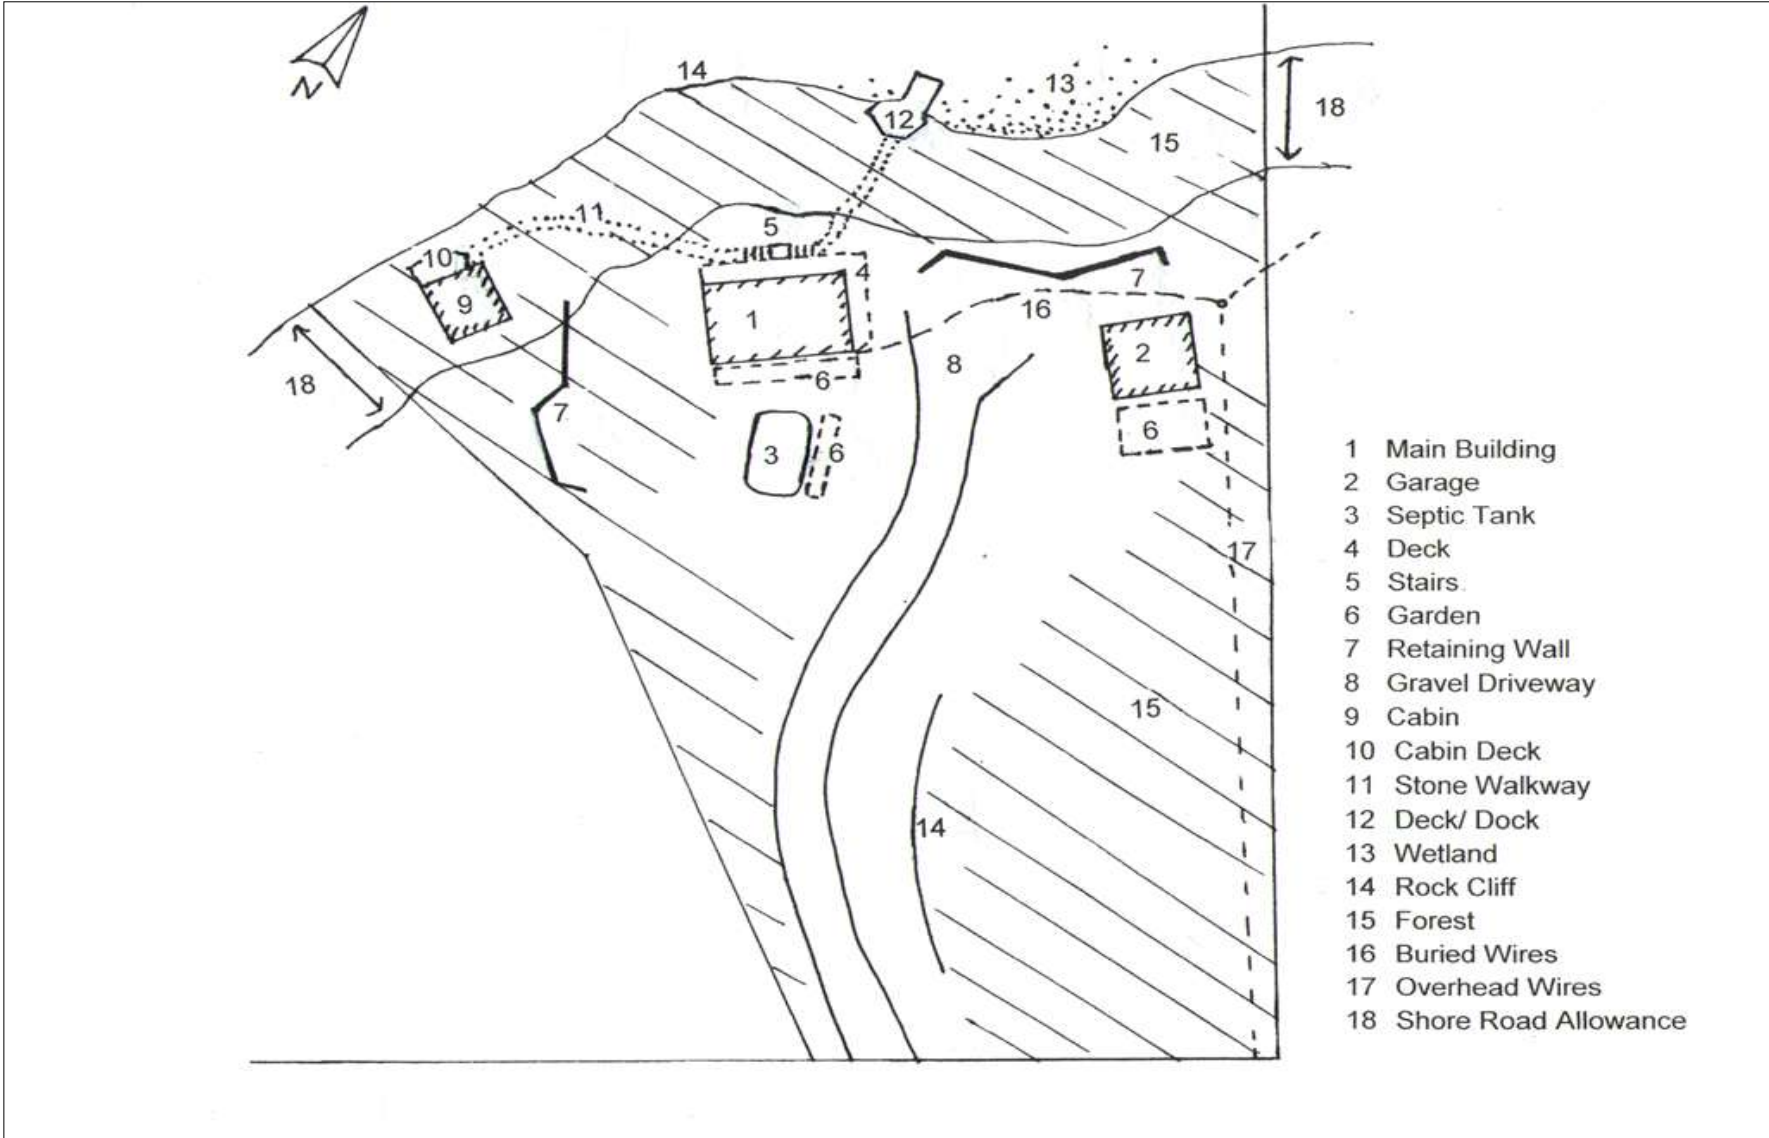 N
14
13
12
18
15
11
5
10
4
9
7
1
16
2
8
18
6
7
6
3
6
17
15
14
1 Main Building
2 Garage
3 Septic Tank
4 Deck
5 Stairs
6 Garden
7 Retaining Wall
8 Gravel Driveway
9 Cabin
10 Cabin Deck
11 Stone Walkway
12 Deck/ Dock
13 Wetland
14 Rock Cliff
15 Forest
16 Buried Wires
17 Overhead Wires
18 Shore Road Allowance